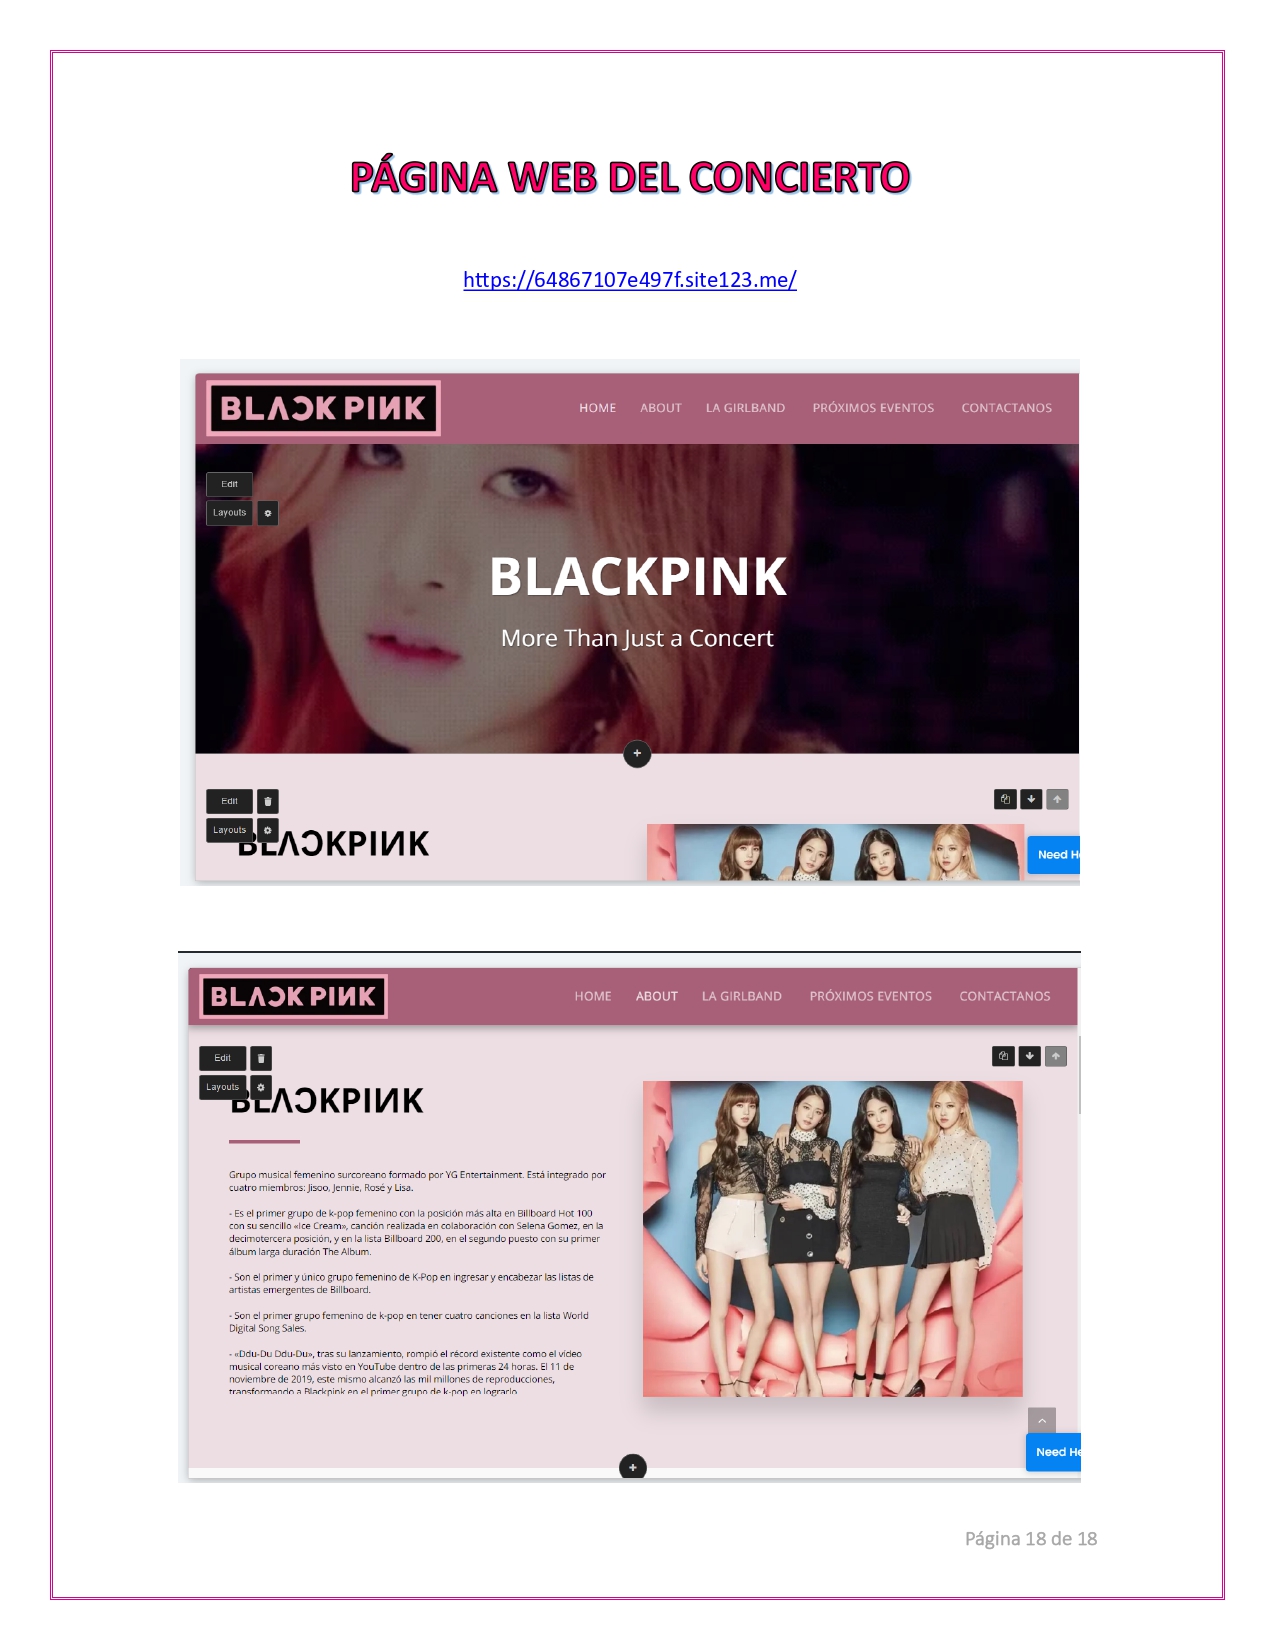 PÁGINA WEB DEL CONCIERTO
https://64867107e497f.site123.me/
BLAƆKPIИK
HOME ABOUT LA GIRLBAND PRÓXIMOS EVENTOS CONTACTANOS
Edit
Layouts
BLACKPINK
More Than Just a Concert
Edit
Layouts
BLAƆKPIИK
Need He
BLAƆKPIИK
HOME ABOUT LA GIRLBAND PRÓXIMOS EVENTOS CONTACTANOS
Edit
Layouts
BLAƆKPIИK
Grupo musical femenino surcoreano formado por YG Entertainment. Está integrado por
cuatro miembros: Jisoo, Jennie, Rosé y Lisa.
- Es el primer grupo de k-pop femenino con la posición más alta en Billboard Hot 100
con su sencillo «Ice Cream», canción realizada en colaboración con Selena Gomez, en la
decimotercera posición, y en la lista Billboard 200, en el segundo puesto con su primer
álbum larga duración The Album.
- Son el primer y único grupo femenino de K-Pop en ingresar y encabezar las listas de
artistas emergentes de Billboard.
- Son el primer grupo femenino de k-pop en tener cuatro canciones en la lista World
Digital Song Sales.
- «Ddu-Du Ddu-Du», tras su lanzamiento, rompió el récord existente como el vídeo
musical coreano más visto en YouTube dentro de las primeras 24 horas. El 11 de
noviembre de 2019, este mismo alcanzó las mil millones de reproducciones,
transformando a Blackpink en el primer grupo de k-pop en lograrlo
Need He
Página 18 de 18